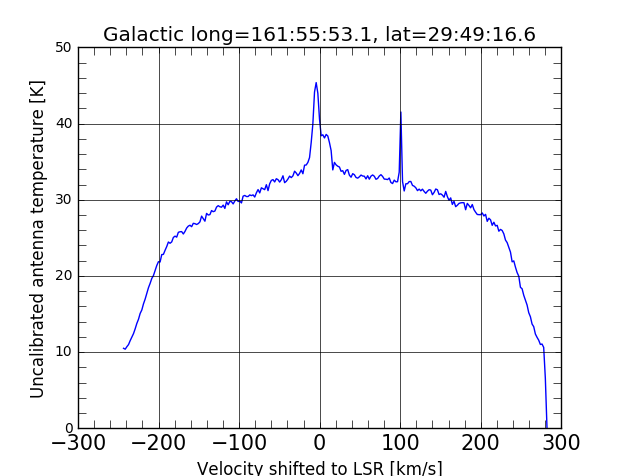 Galactic long=161:55:53.1, lat=29:49:16.6
50
40
30
20
10
0
Uncalibrated antenna temperature [K]
−300 −200 −100 0 100 200 300
Velocity shifted to LSR [km/s]